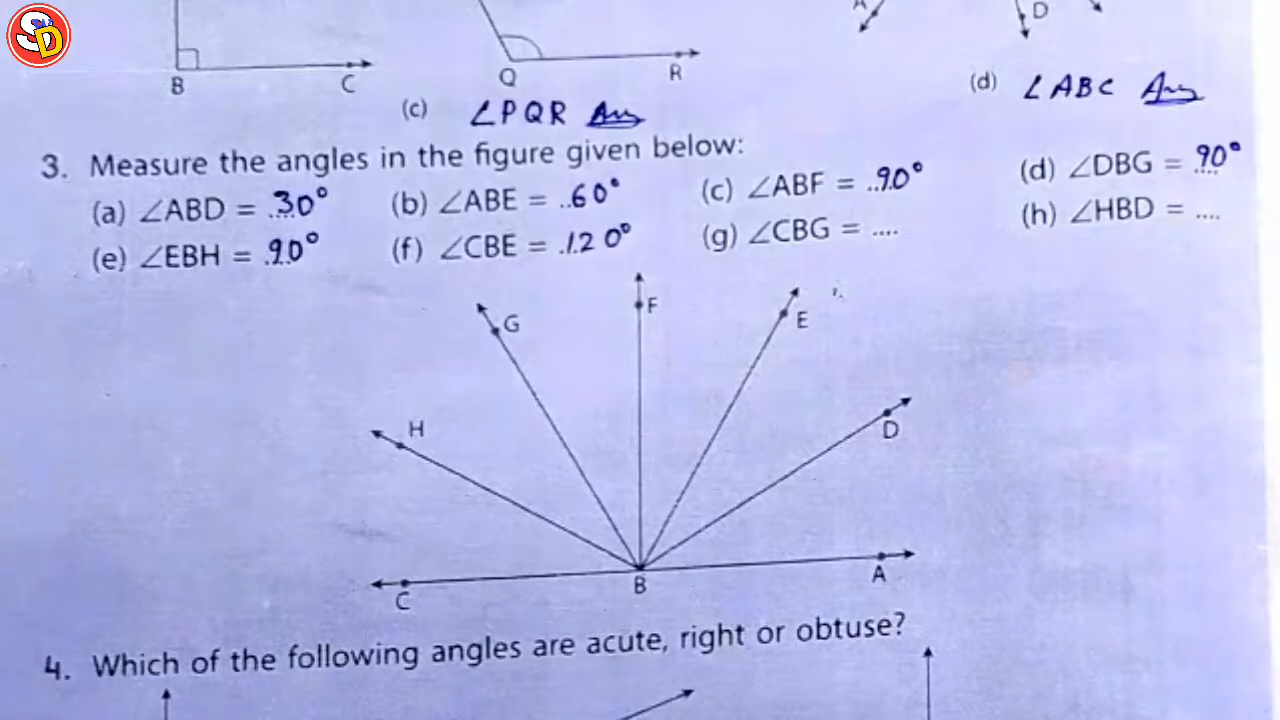 SD
A
D
B
C
Q
R
(c) ∠PQR Ans
(d) ∠ABC Ans
3. Measure the angles in the figure given below:
(a) ∠ABD = 30° (b) ∠ABE = 60° (c) ∠ABF = 90° (d) ∠DBG = 90°
(e) ∠EBH = 90° (f) ∠CBE = 120° (g) ∠CBG = .... (h) ∠HBD = ....
G
F
E
H
D
C
B
A
4. Which of the following angles are acute, right or obtuse?